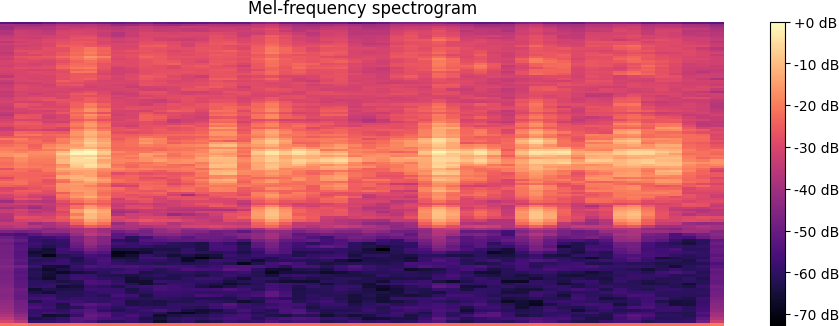 Mel-frequency spectrogram
+0 dB
-10 dB
-20 dB
-30 dB
-40 dB
-50 dB
-60 dB
-70 dB